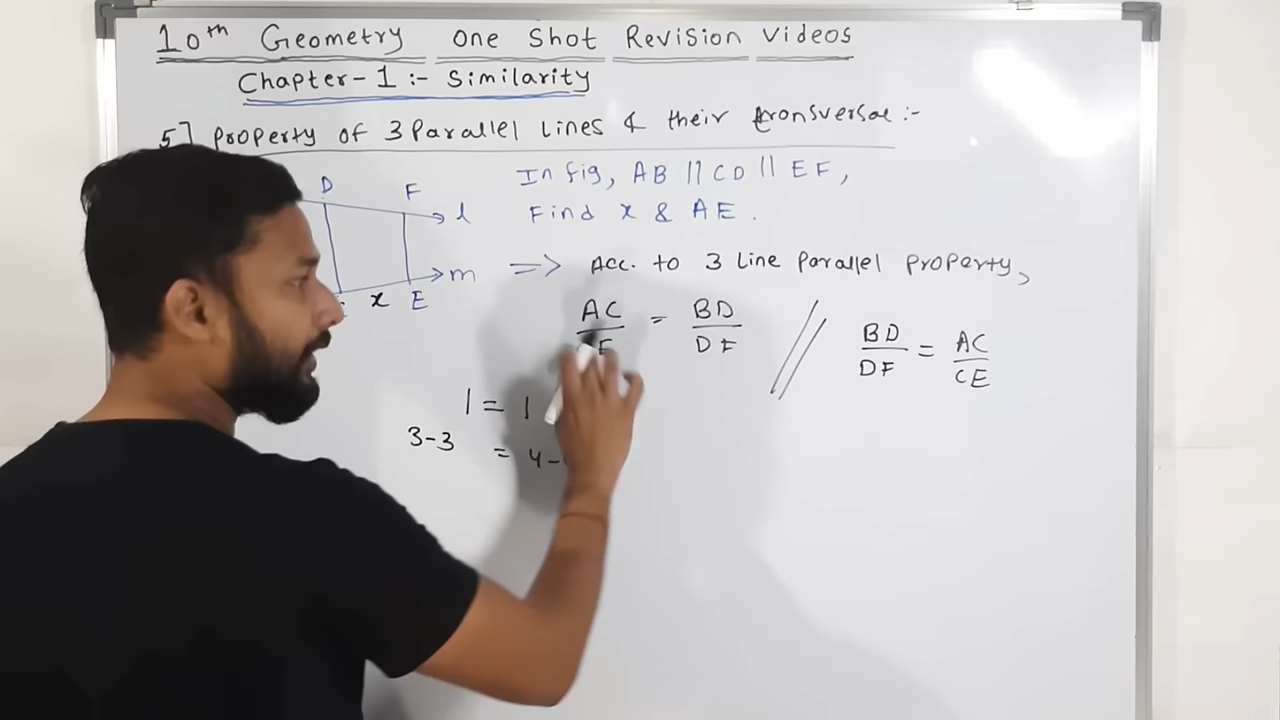 10th Geometry one Shot Revision Videos
Chapter-1 :- Similarity
5] Property of 3 Parallel Lines & their transversal :-
In fig, AB || CD || EF,
Find x & AE.
D F l
m
x E
=> Acc. to 3 Line Parallel Property,
AC/E = BD/DF // BD/DF = AC/CE
1 = 1
3-3 = 4-